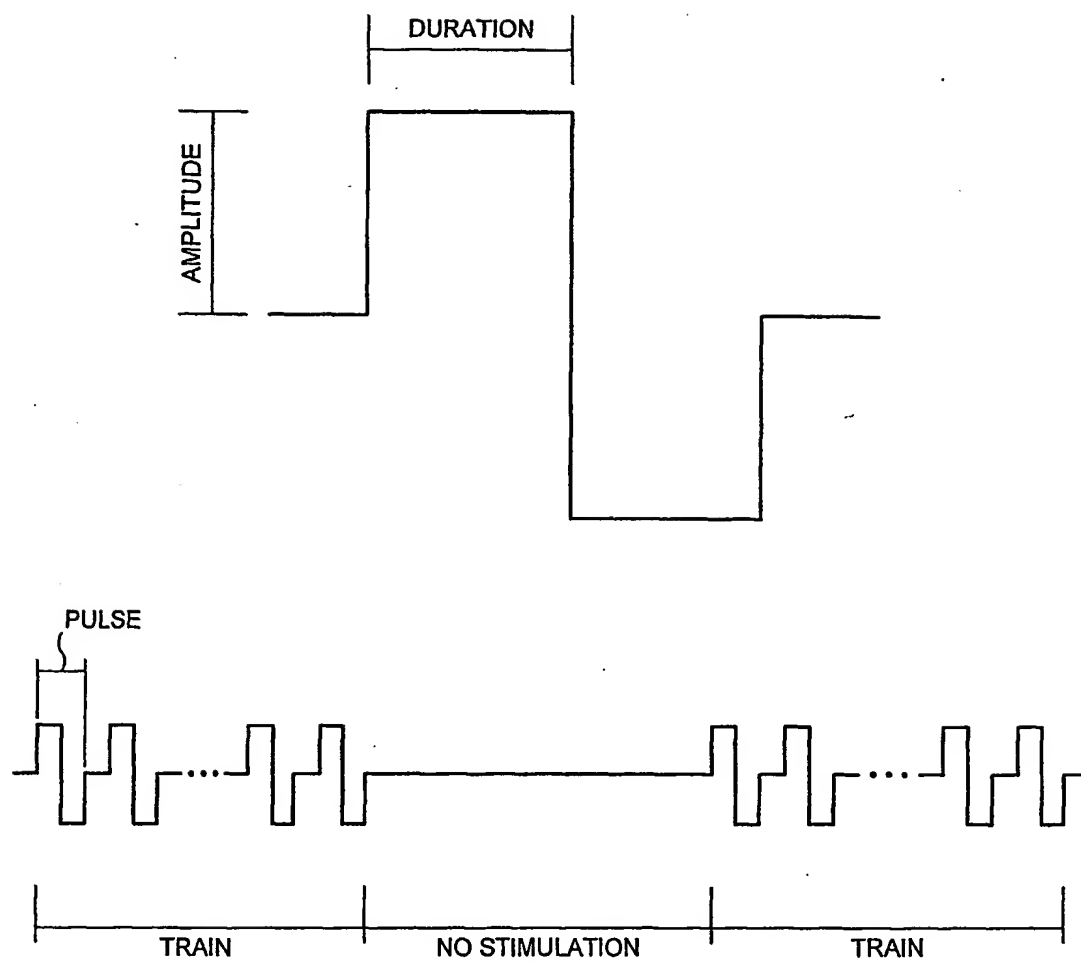 DURATION
AMPLITUDE
PULSE
TRAIN
NO STIMULATION
TRAIN